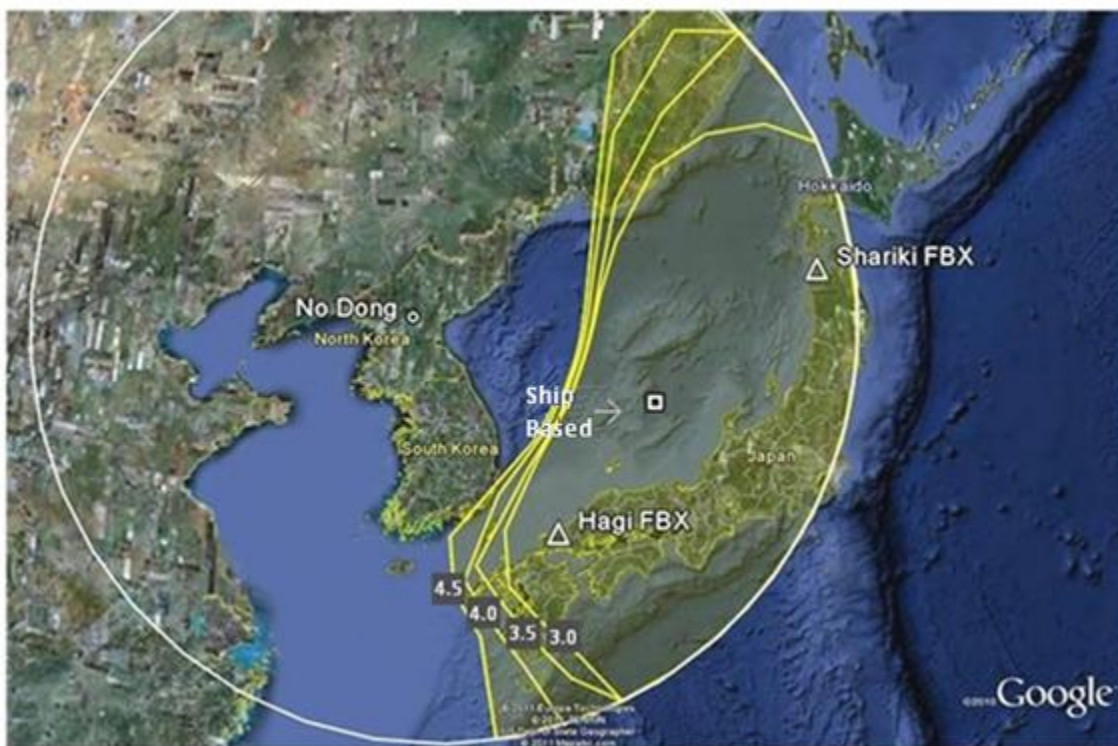 Hokkaido
Shariki FBX
No Dong
North Korea
Ship
Based
South Korea
Japan
Hagi FBX
4.5
4.0
3.5
3.0
©2010 Google